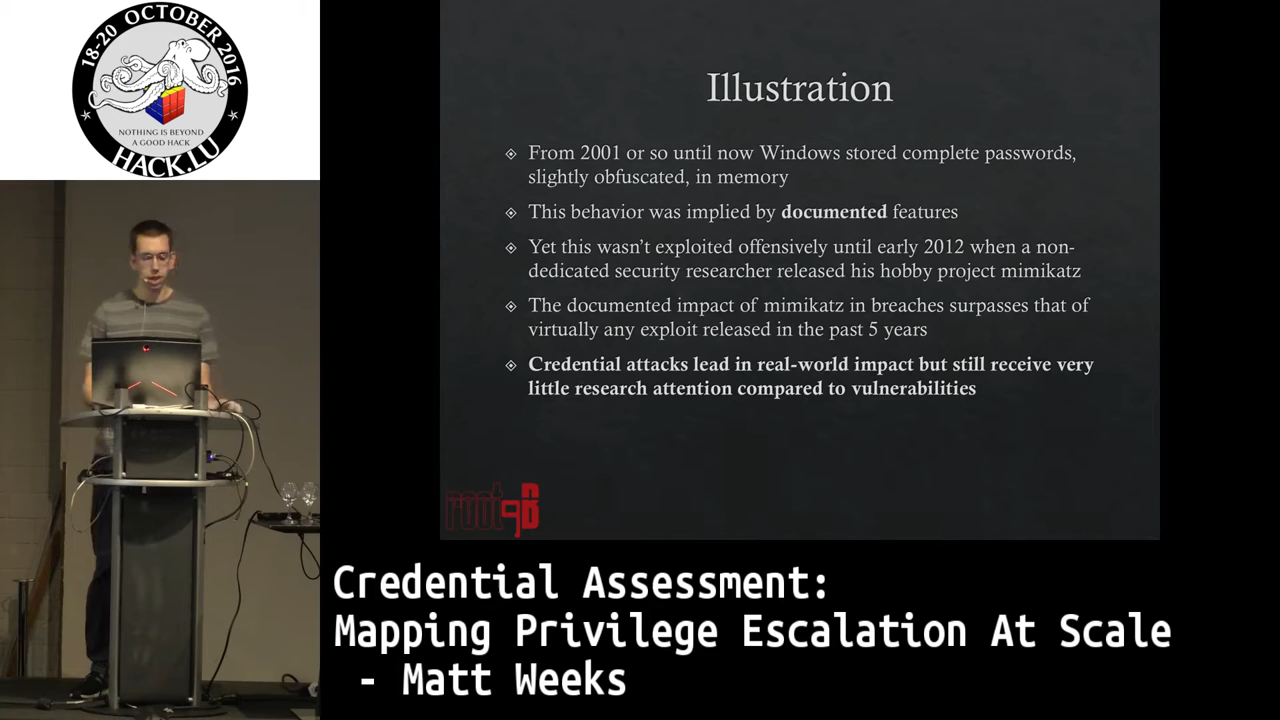 18-20 OCTOBER 2016
NOTHING IS BEYOND
A GOOD HACK
HACK.LU
Illustration
From 2001 or so until now Windows stored complete passwords,
slightly obfuscated, in memory
This behavior was implied by documented features
Yet this wasn't exploited offensively until early 2012 when a non-
dedicated security researcher released his hobby project mimikatz
The documented impact of mimikatz in breaches surpasses that of
virtually any exploit released in the past 5 years
Credential attacks lead in real-world impact but still receive very
little research attention compared to vulnerabilities
root9B
Credential Assessment:
Mapping Privilege Escalation At Scale
- Matt Weeks